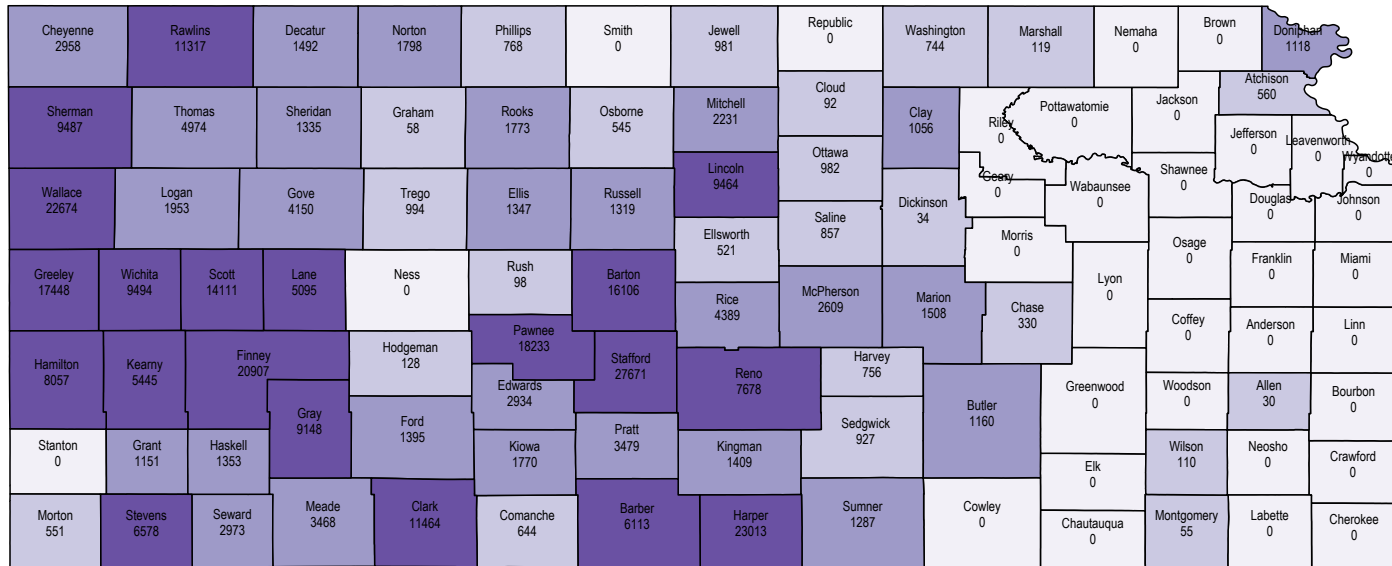 Cheyenne
2958
Rawlins
11317
Decatur
1492
Norton
1798
Phillips
768
Smith
0
Jewell
981
Republic
0
Washington
744
Marshall
119
Nemaha
0
Brown
0
Doniphan
1118
Atchison
560
Sherman
9487
Thomas
4974
Sheridan
1335
Graham
58
Rooks
1773
Osborne
545
Mitchell
2231
Cloud
92
Clay
1056
Riley
0
Pottawatomie
0
Jackson
0
Jefferson
0
Leavenworth
0
Wyandotte
0
Lincoln
9464
Ottawa
982
Geary
0
Wabaunsee
0
Shawnee
0
Wallace
22674
Logan
1953
Gove
4150
Trego
994
Ellis
1347
Russell
1319
Dickinson
34
Douglas
0
Johnson
0
Ellsworth
521
Saline
857
Morris
0
Osage
0
Greeley
17448
Wichita
9494
Scott
14111
Lane
5095
Ness
0
Rush
98
Barton
16106
Rice
4389
McPherson
2609
Marion
1508
Chase
330
Lyon
0
Franklin
0
Miami
0
Pawnee
18233
Coffey
0
Anderson
0
Linn
0
Hamilton
8057
Kearny
5445
Finney
20907
Hodgeman
128
Stafford
27671
Reno
7678
Harvey
756
Edwards
2934
Greenwood
0
Woodson
0
Allen
30
Bourbon
0
Gray
9148
Ford
1395
Butler
1160
Sedgwick
927
Stanton
0
Grant
1151
Haskell
1353
Kiowa
1770
Pratt
3479
Kingman
1409
Wilson
110
Neosho
0
Crawford
0
Elk
0
Morton
551
Stevens
6578
Seward
2973
Meade
3468
Clark
11464
Comanche
644
Barber
6113
Harper
23013
Sumner
1287
Cowley
0
Chautauqua
0
Montgomery
55
Labette
0
Cherokee
0